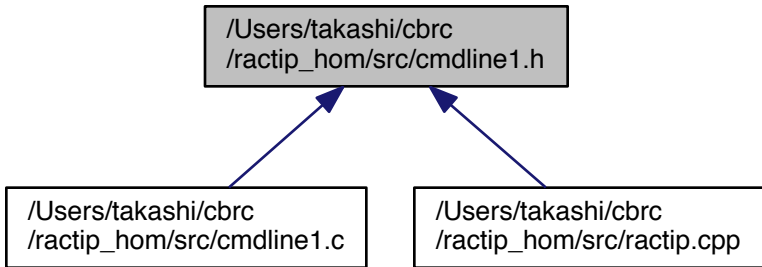 /Users/takashi/cbrc
/ractip_hom/src/cmdline1.h
/Users/takashi/cbrc
/ractip_hom/src/cmdline1.c
/Users/takashi/cbrc
/ractip_hom/src/ractip.cpp